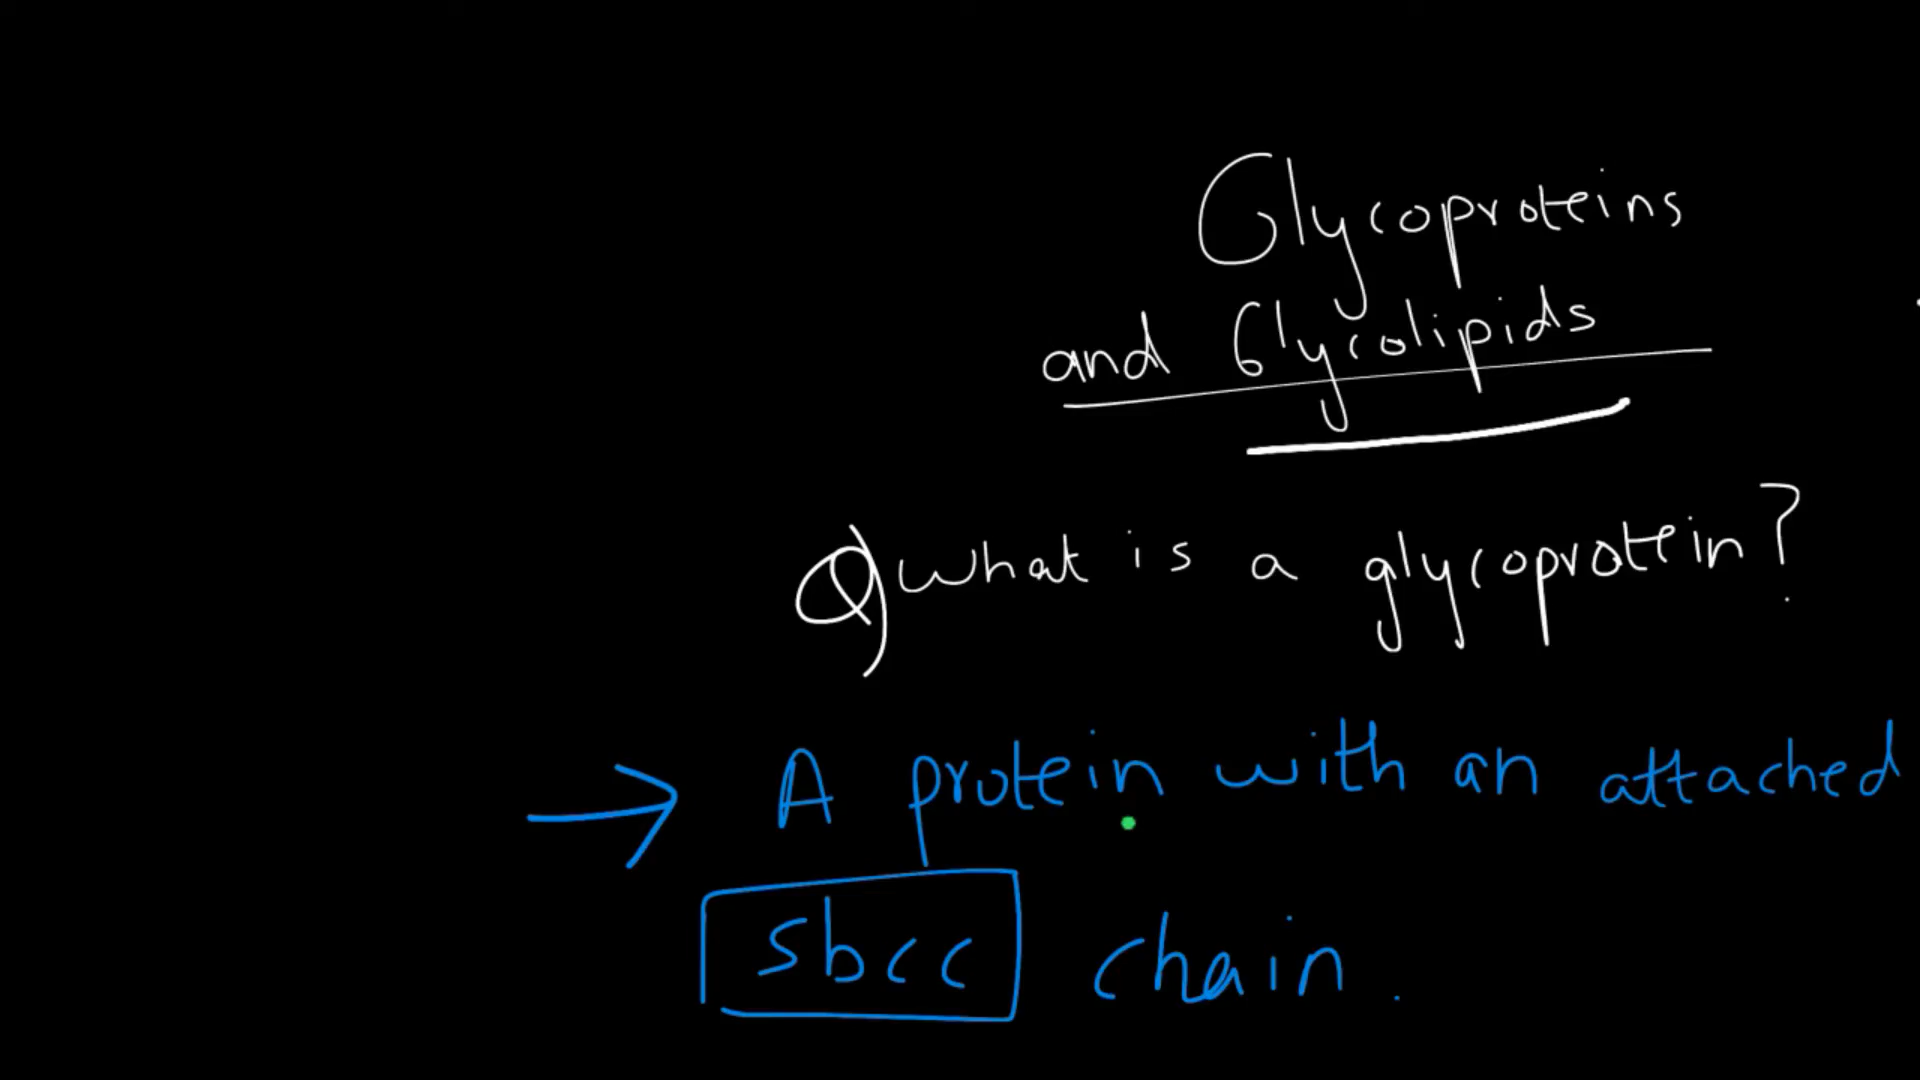 Glycoproteins
and Glycolipids
Q) What is a glycoprotein?
→ A protein with an attached
sbcc chain.